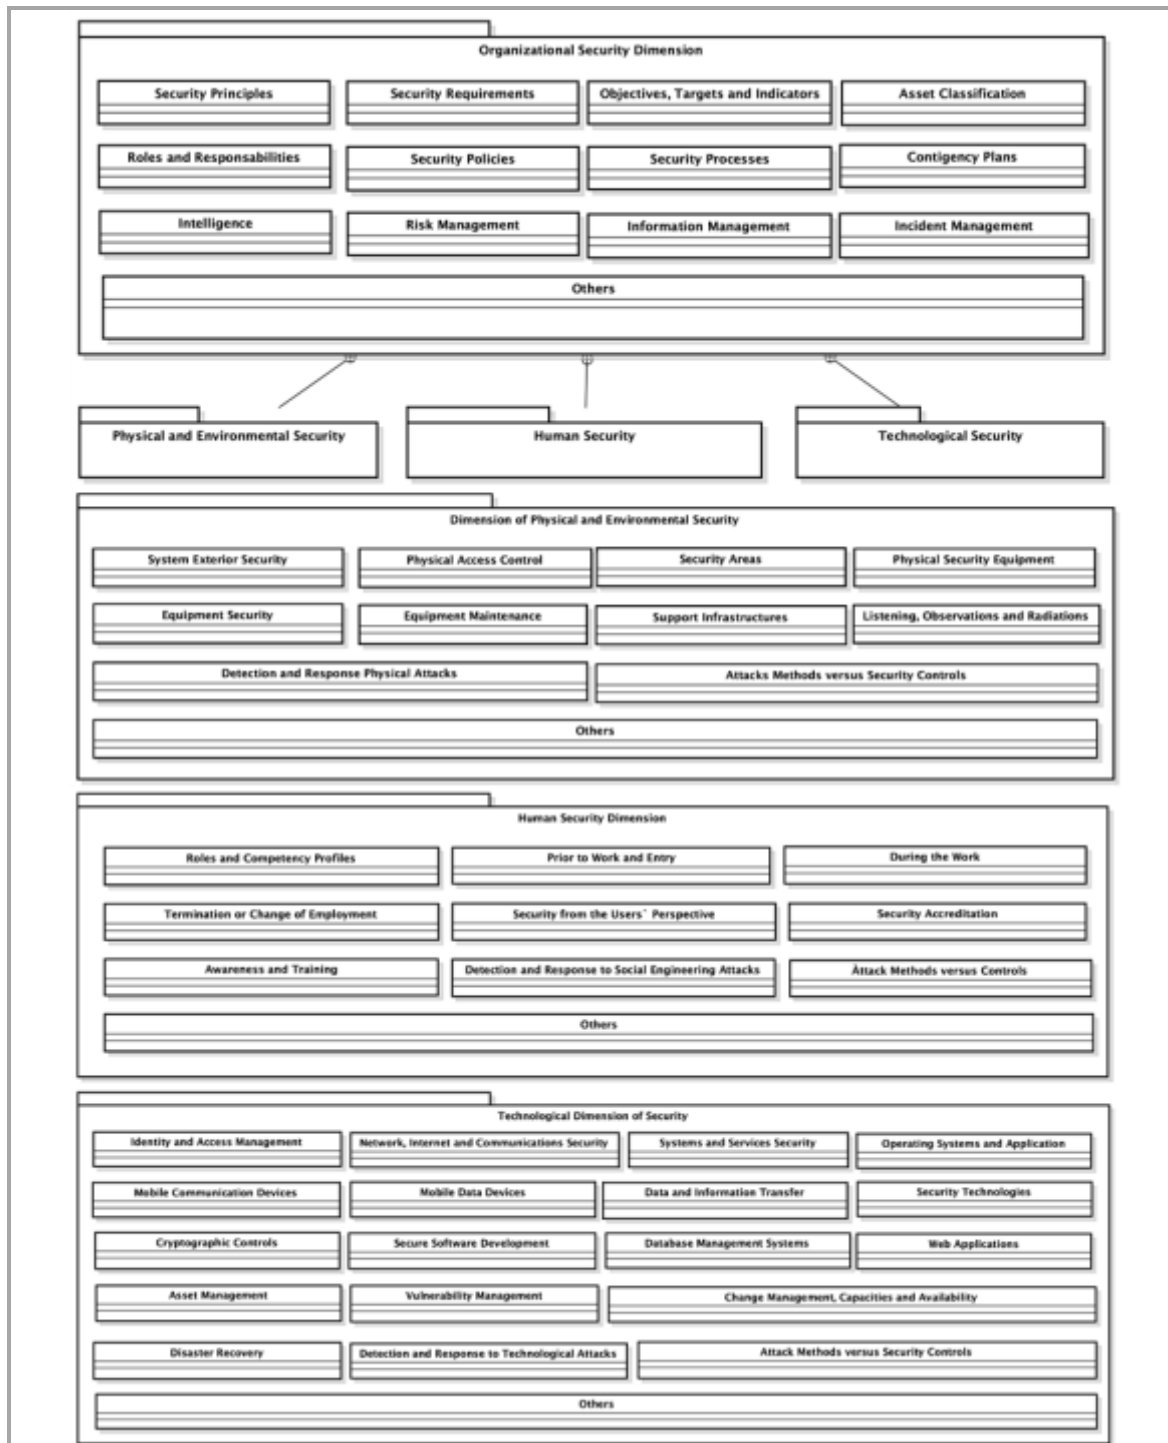 Organizational Security Dimension
Security Principles
Security Requirements
Objectives, Targets and Indicators
Asset Classification
Roles and Responsabilities
Security Policies
Security Processes
Contigency Plans
Intelligence
Risk Management
Information Management
Incident Management
Others
Physical and Environmental Security
Human Security
Technological Security
Dimension of Physical and Environmental Security
System Exterior Security
Physical Access Control
Security Areas
Physical Security Equipment
Equipment Security
Equipment Maintenance
Support Infrastructures
Listening, Observations and Radiations
Detection and Response Physical Attacks
Attacks Methods versus Security Controls
Others
Human Security Dimension
Roles and Competency Profiles
Prior to Work and Entry
During the Work
Termination or Change of Employment
Security from the Users´ Perspective
Security Accreditation
Awareness and Training
Detection and Response to Social Engineering Attacks
Attack Methods versus Controls
Others
Technological Dimension of Security
Identity and Access Management
Network, Internet and Communications Security
Systems and Services Security
Operating Systems and Application
Mobile Communication Devices
Mobile Data Devices
Data and Information Transfer
Security Technologies
Cryptographic Controls
Secure Software Development
Database Management Systems
Web Applications
Asset Management
Vulnerability Management
Change Management, Capacities and Availability
Disaster Recovery
Detection and Response to Technological Attacks
Attack Methods versus Security Controls
Others